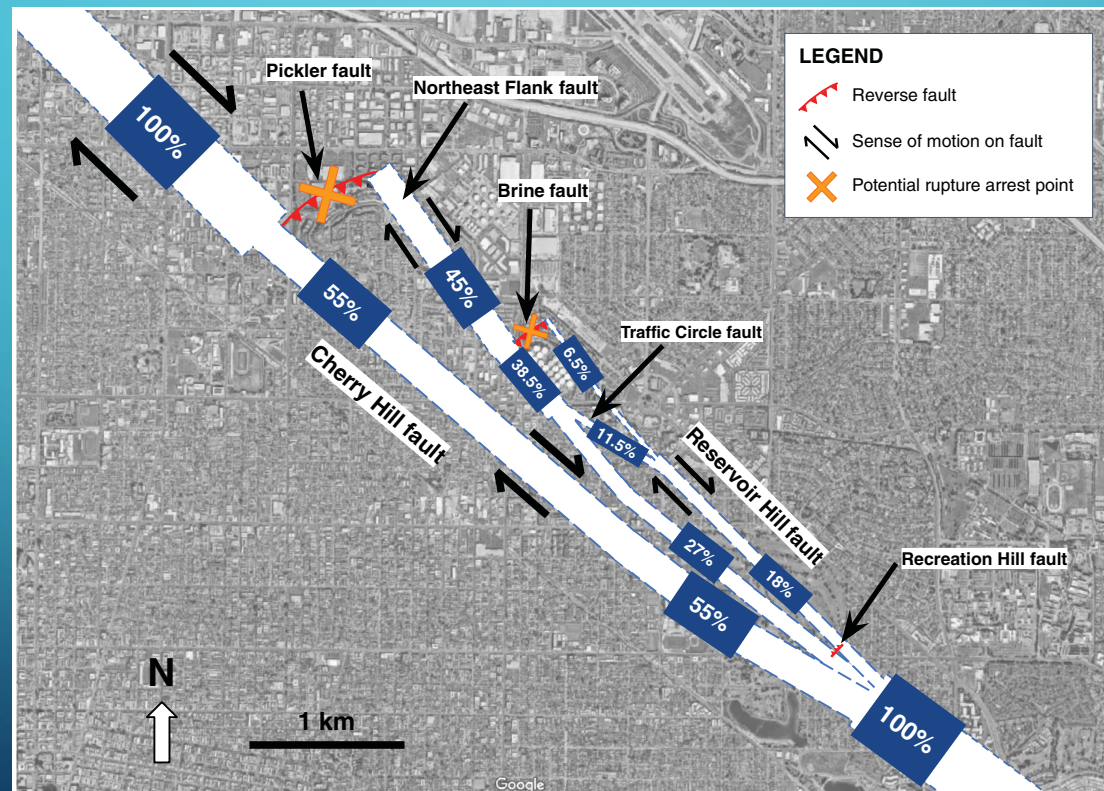 Pickler fault
Northeast Flank fault
LEGEND
Reverse fault
Sense of motion on fault
Potential rupture arrest point
100%
Brine fault
45%
55%
Traffic Circle fault
6.5%
38.5%
Cherry Hill fault
11.5%
Reservoir Hill fault
27%
18%
Recreation Hill fault
55%
N
1 km
100%
Google